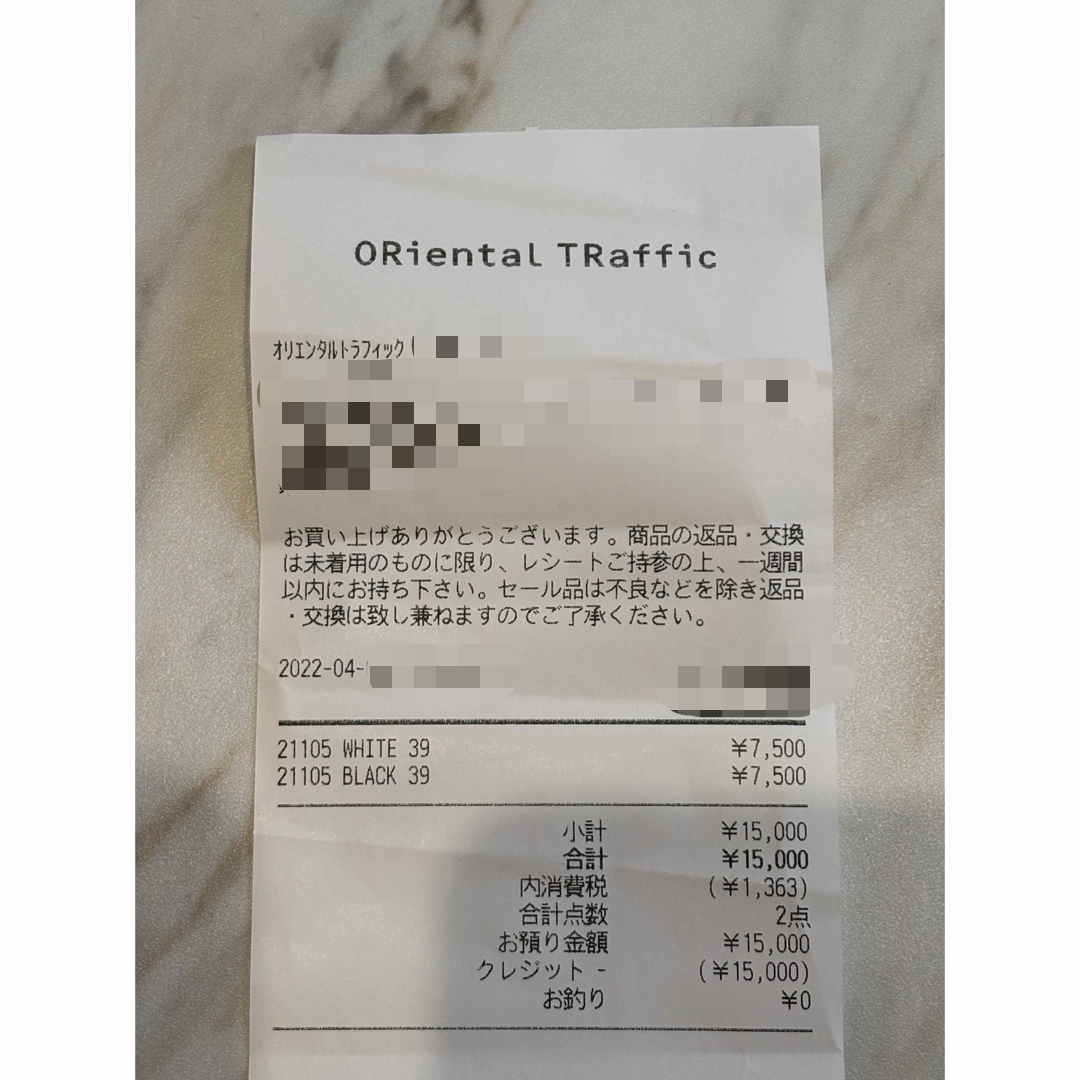 ORiental TRaffic
オリエンタルトラフィック
お買い上げありがとうございます。商品の返品・交換
は未着用のものに限り、レシートご持参の上、一週間
以内にお持ち下さい。セール品は不良などを除き返品
・交換は致し兼ねますのでご了承ください。
2022-04-
21105 WHITE 39 ¥7,500
21105 BLACK 39 ¥7,500
小計 ¥15,000
合計 ¥15,000
内消費税 (¥1,363)
合計点数 2点
お預り金額 ¥15,000
クレジット - (¥15,000)
お釣り ¥0